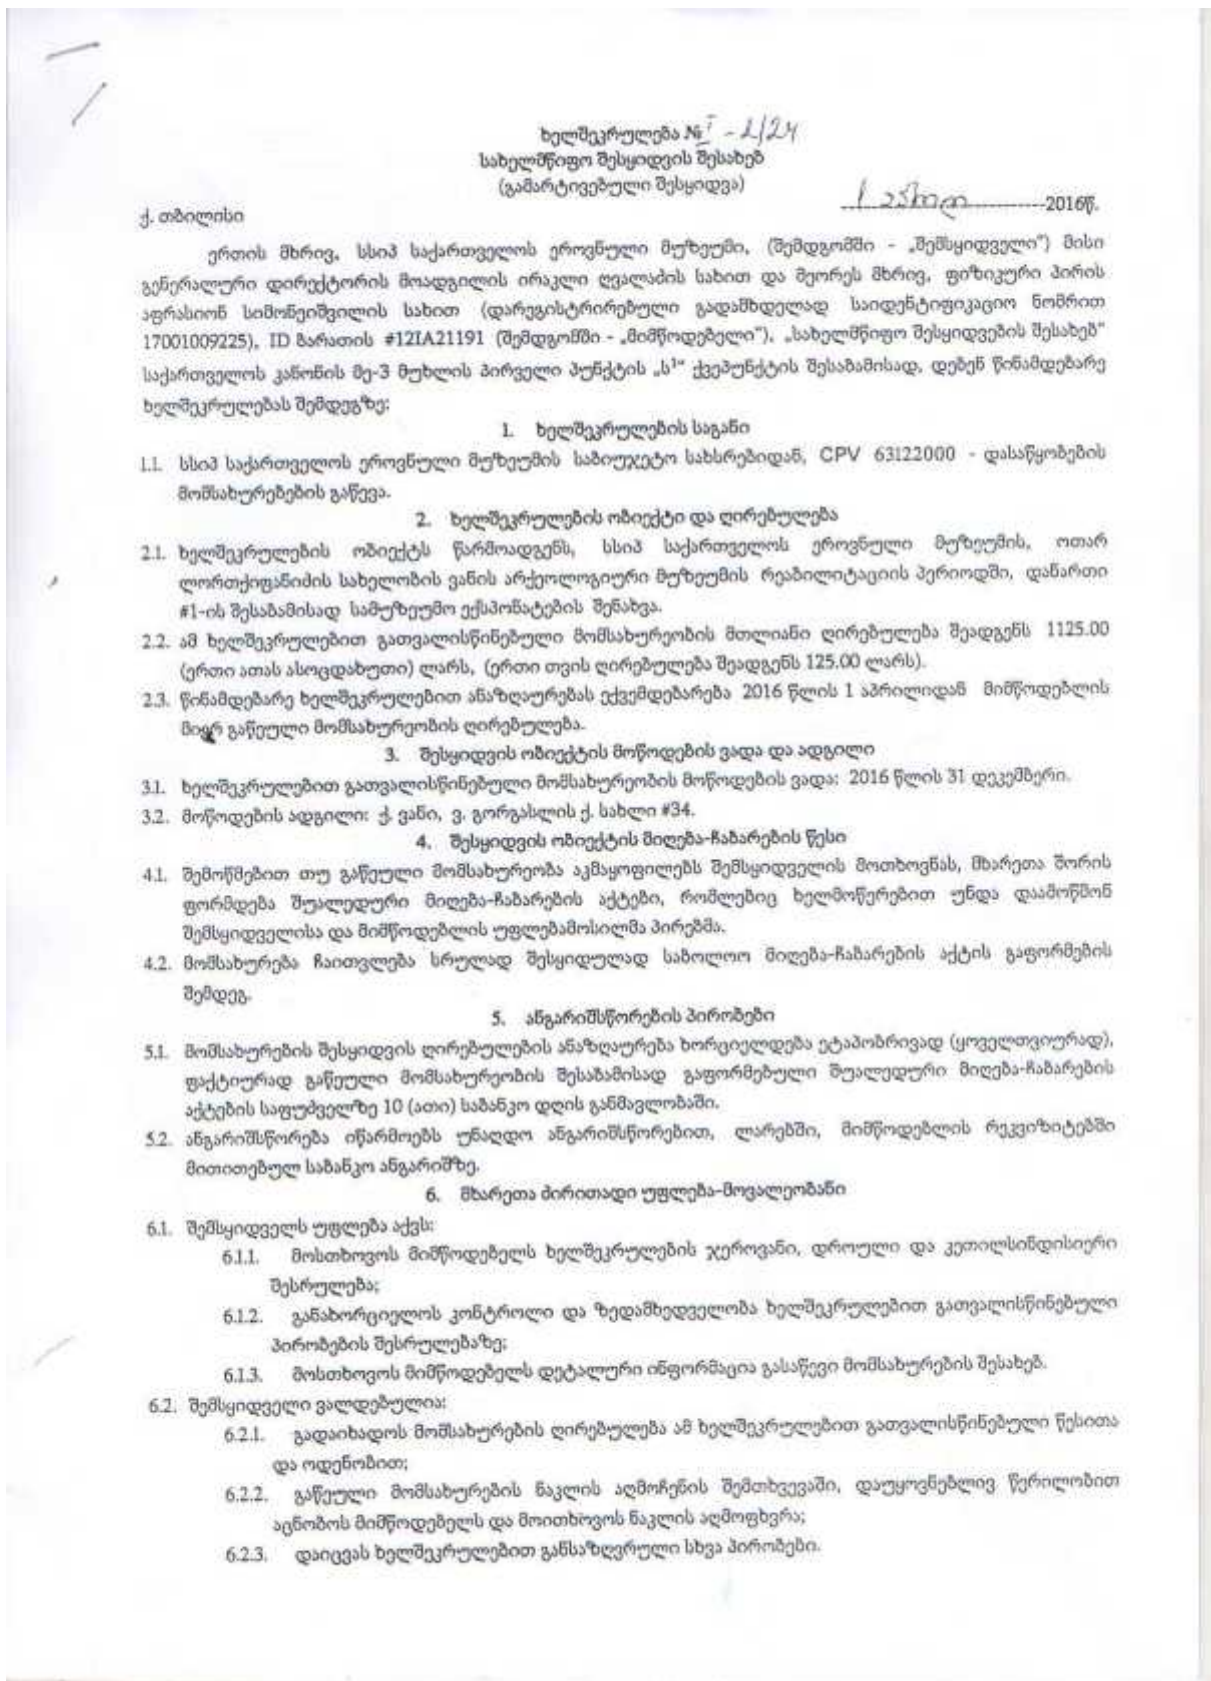 ხელშეკრულება № I - 2/24
სახელმწიფო შესყიდვის შესახებ
(გამარტივებული შესყიდვა)
1 აპრილი 2016წ.
ქ. თბილისი
ერთის მხრივ, სსიპ საქართველოს ეროვნული მუზეუმი, (შემდგომში - „შემსყიდველი“) მისი
გენერალური დირექტორის მოადგილის ირაკლი ღვალაძის სახით და მეორეს მხრივ, ფიზიკური პირის
აფრასიონ სიმონეიშვილის სახით (დარეგისტრირებული გადამხდელად საიდენტიფიკაციო ნომრით
17001009225), ID ბარათის #12IA21191 (შემდგომში - „მიმწოდებელი“), „სახელმწიფო შესყიდვების შესახებ“
საქართველოს კანონის მე-3 მუხლის პირველი პუნქტის „ს¹“ ქვეპუნქტის შესაბამისად, დებენ წინამდებარე
ხელშეკრულებას შემდეგზე:
1. ხელშეკრულების საგანი
1.1. სსიპ საქართველოს ეროვნული მუზეუმის საბიუჯეტო სახსრებიდან, CPV 63122000 - დასაწყობების
მომსახურებების გაწევა.
2. ხელშეკრულების ობიექტი და ღირებულება
2.1. ხელშეკრულების ობიექტს წარმოადგენს, სსიპ საქართველოს ეროვნული მუზეუმის, ოთარ
ლორთქიფანიძის სახელობის ვანის არქეოლოგიური მუზეუმის რეაბილიტაციის პერიოდში, დანართი
#1-ის შესაბამისად სამუზეუმო ექსპონატების შენახვა.
2.2. ამ ხელშეკრულებით გათვალისწინებული მომსახურეობის მთლიანი ღირებულება შეადგენს 1125.00
(ერთი ათას ასოცდახუთი) ლარს, (ერთი თვის ღირებულება შეადგენს 125.00 ლარს).
2.3. წინამდებარე ხელშეკრულებით ანაზღაურებას ექვემდებარება 2016 წლის 1 აპრილიდან მიმწოდებლის
მიერ გაწეული მომსახურეობის ღირებულება.
3. შესყიდვის ობიექტის მოწოდების ვადა და ადგილი
3.1. ხელშეკრულებით გათვალისწინებული მომსახურეობის მოწოდების ვადა: 2016 წლის 31 დეკემბერი.
3.2. მოწოდების ადგილი: ქ. ვანი, ვ. გორგასლის ქ. სახლი #34.
4. შესყიდვის ობიექტის მიღება-ჩაბარების წესი
4.1. შემოწმებით თუ გაწეული მომსახურეობა აკმაყოფილებს შემსყიდველის მოთხოვნას, მხარეთა შორის
ფორმდება შუალედური მიღება-ჩაბარების აქტები, რომლებიც ხელმოწერებით უნდა დაამოწმონ
შემსყიდველისა და მიმწოდებლის უფლებამოსილმა პირებმა.
4.2. მომსახურება ჩაითვლება სრულად შესყიდულად საბოლოო მიღება-ჩაბარების აქტის გაფორმების
შემდეგ.
5. ანგარიშსწორების პირობები
5.1. მომსახურების შესყიდვის ღირებულების ანაზღაურება ხორციელდება ეტაპობრივად (ყოველთვიურად),
ფაქტიურად გაწეული მომსახურეობის შესაბამისად გაფორმებული შუალედური მიღება-ჩაბარების
აქტების საფუძველზე 10 (ათი) საბანკო დღის განმავლობაში.
5.2. ანგარიშსწორება იწარმოებს უნაღდო ანგარიშსწორებით, ლარებში, მიმწოდებლის რეკვიზიტებში
მითითებულ საბანკო ანგარიშზე.
6. მხარეთა პირითადი უფლება-მოვალეობანი
6.1. შემსყიდველს უფლება აქვს:
6.1.1. მოსთხოვოს მიმწოდებელს ხელშეკრულების ჯეროვანი, დროული და კეთილსინდისიერი
შესრულება;
6.1.2. განახორციელოს კონტროლი და ზედამხედველობა ხელშეკრულებით გათვალისწინებული
პირობების შესრულებაზე;
6.1.3. მოსთხოვოს მიმწოდებელს დეტალური ინფორმაცია გასაწევი მომსახურების შესახებ.
6.2. შემსყიდველი ვალდებულია:
6.2.1. გადაიხადოს მომსახურების ღირებულება ამ ხელშეკრულებით გათვალისწინებული წესითა
და ოდენობით;
6.2.2. გაწეული მომსახურების ნაკლის აღმოჩენის შემთხვევაში, დაუყოვნებლივ წერილობით
აცნობოს მიმწოდებელს და მოითხოვოს ნაკლის აღმოფხვრა;
6.2.3. დაიცვას ხელშეკრულებით განსაზღვრული სხვა პირობები.